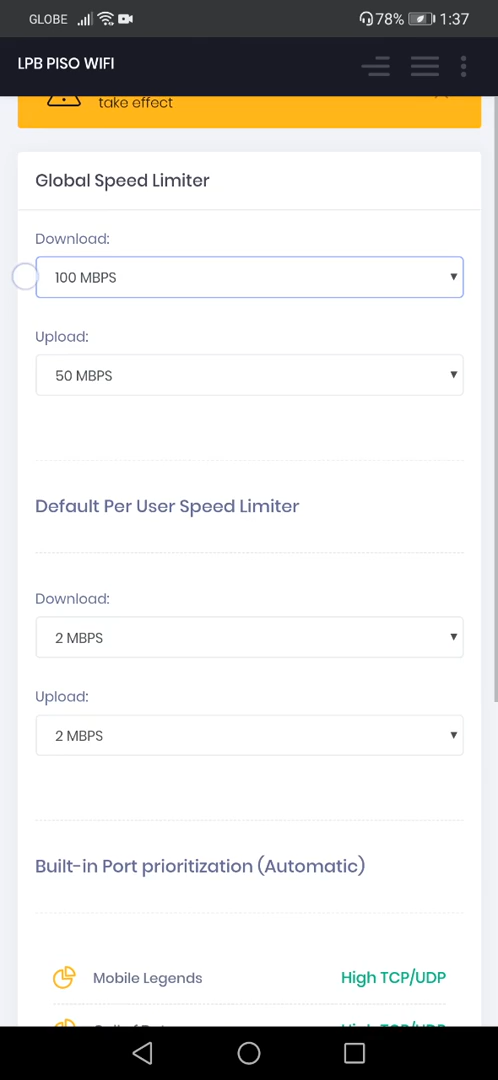 GLOBE 78% 1:37
LPB PISO WIFI
take effect
Global Speed Limiter
Download:
100 MBPS
Upload:
50 MBPS
Default Per User Speed Limiter
Download:
2 MBPS
Upload:
2 MBPS
Built-in Port prioritization (Automatic)
Mobile Legends High TCP/UDP